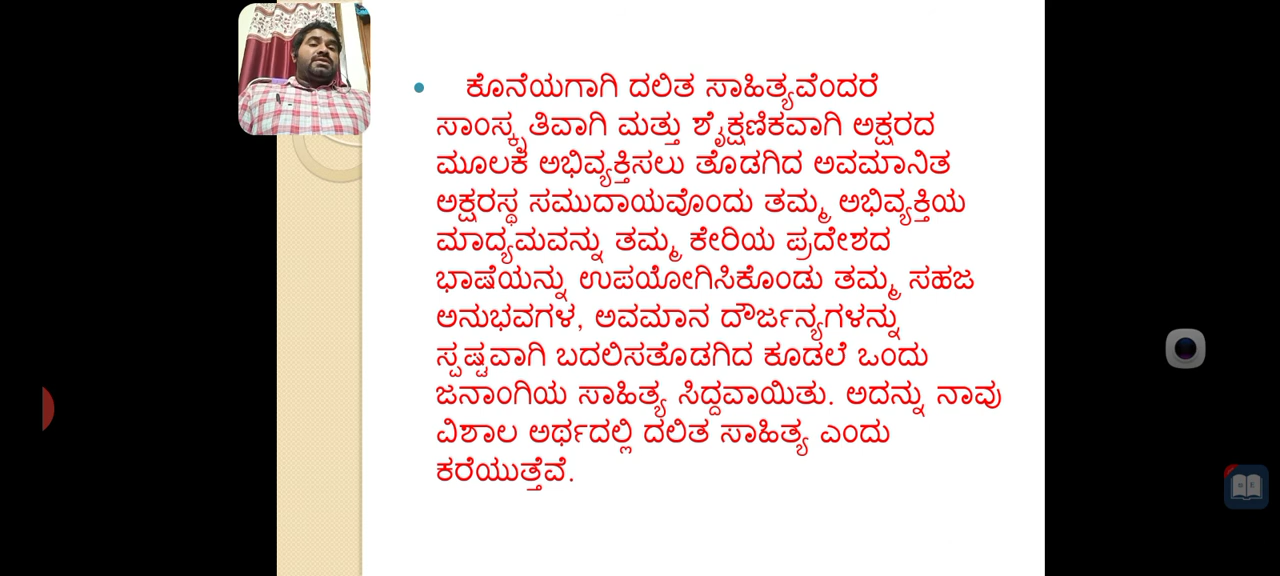 ಕೊನೆಯಗಾಗಿ ದಲಿತ ಸಾಹಿತ್ಯವೆಂದರೆ
ಸಾಂಸ್ಕೃತಿವಾಗಿ ಮತ್ತು ಶೈಕ್ಷಣಿಕವಾಗಿ ಅಕ್ಷರದ
ಮೂಲಕ ಅಭಿವ್ಯಕ್ತಿಸಲು ತೊಡಗಿದ ಅವಮಾನಿತ
ಅಕ್ಷರಸ್ಥ ಸಮುದಾಯವೊಂದು ತಮ್ಮ ಅಭಿವ್ಯಕ್ತಿಯ
ಮಾದ್ಯಮವನ್ನು ತಮ್ಮ ಕೇರಿಯ ಪ್ರದೇಶದ
ಭಾಷೆಯನ್ನು ಉಪಯೋಗಿಸಿಕೊಂಡು ತಮ್ಮ ಸಹಜ
ಅನುಭವಗಳ, ಅವಮಾನ ದೌರ್ಜನ್ಯಗಳನ್ನು
ಸ್ಪಷ್ಟವಾಗಿ ಬದಲಿಸತೊಡಗಿದ ಕೂಡಲೆ ಒಂದು
ಜನಾಂಗಿಯ ಸಾಹಿತ್ಯ ಸಿದ್ದವಾಯಿತು. ಅದನ್ನು ನಾವು
ವಿಶಾಲ ಅರ್ಥದಲ್ಲಿ ದಲಿತ ಸಾಹಿತ್ಯ ಎಂದು
ಕರೆಯುತ್ತೆವೆ.